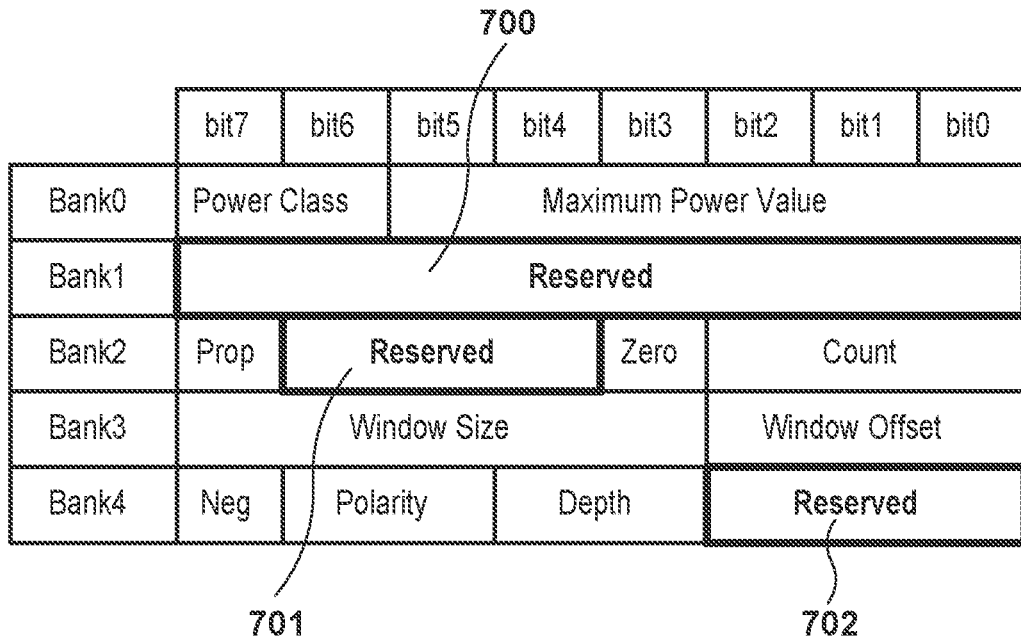 700
bit7 bit6 bit5 bit4 bit3 bit2 bit1 bit0
Bank0 Power Class Maximum Power Value
Bank1 Reserved
Bank2 Prop Reserved Zero Count
Bank3 Window Size Window Offset
Bank4 Neg Polarity Depth Reserved
701 702